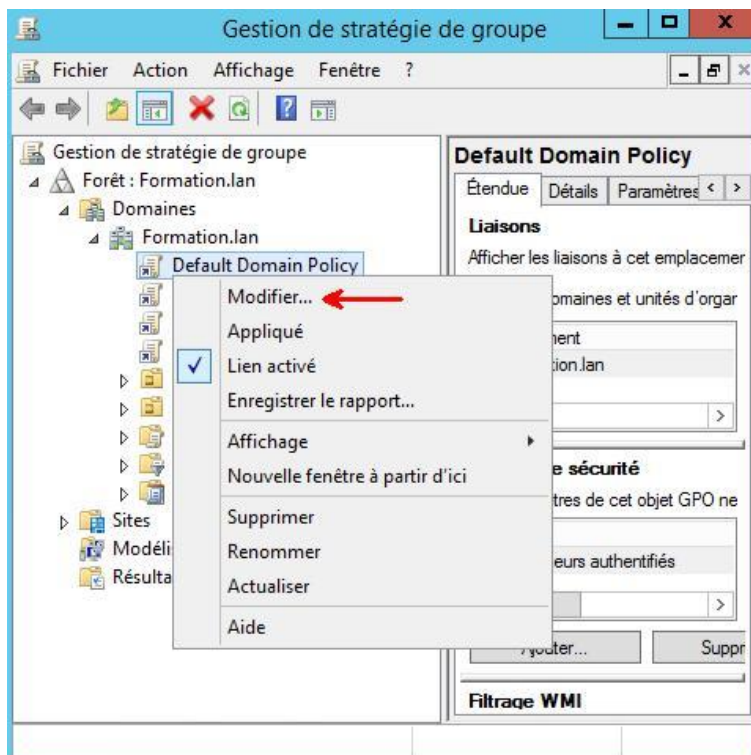 Gestion de stratégie de groupe
Fichier Action Affichage Fenêtre ?
Gestion de stratégie de groupe
Forêt : Formation.lan
Domaines
Formation.lan
Default Domain Policy
Modifier...
Appliqué
Lien activé
Enregistrer le rapport...
Affichage
Nouvelle fenêtre à partir d'ici
Supprimer
Renommer
Actualiser
Aide
Sites
Modéli
Résulta
Default Domain Policy
Étendue Détails Paramètres
Liaisons
Afficher les liaisons à cet emplacemer
omaines et unités d'orgar
ment
tion.lan
e sécurité
tres de cet objet GPO ne
eurs authentifiés
Ajouter... Suppr
Filtrage WMI